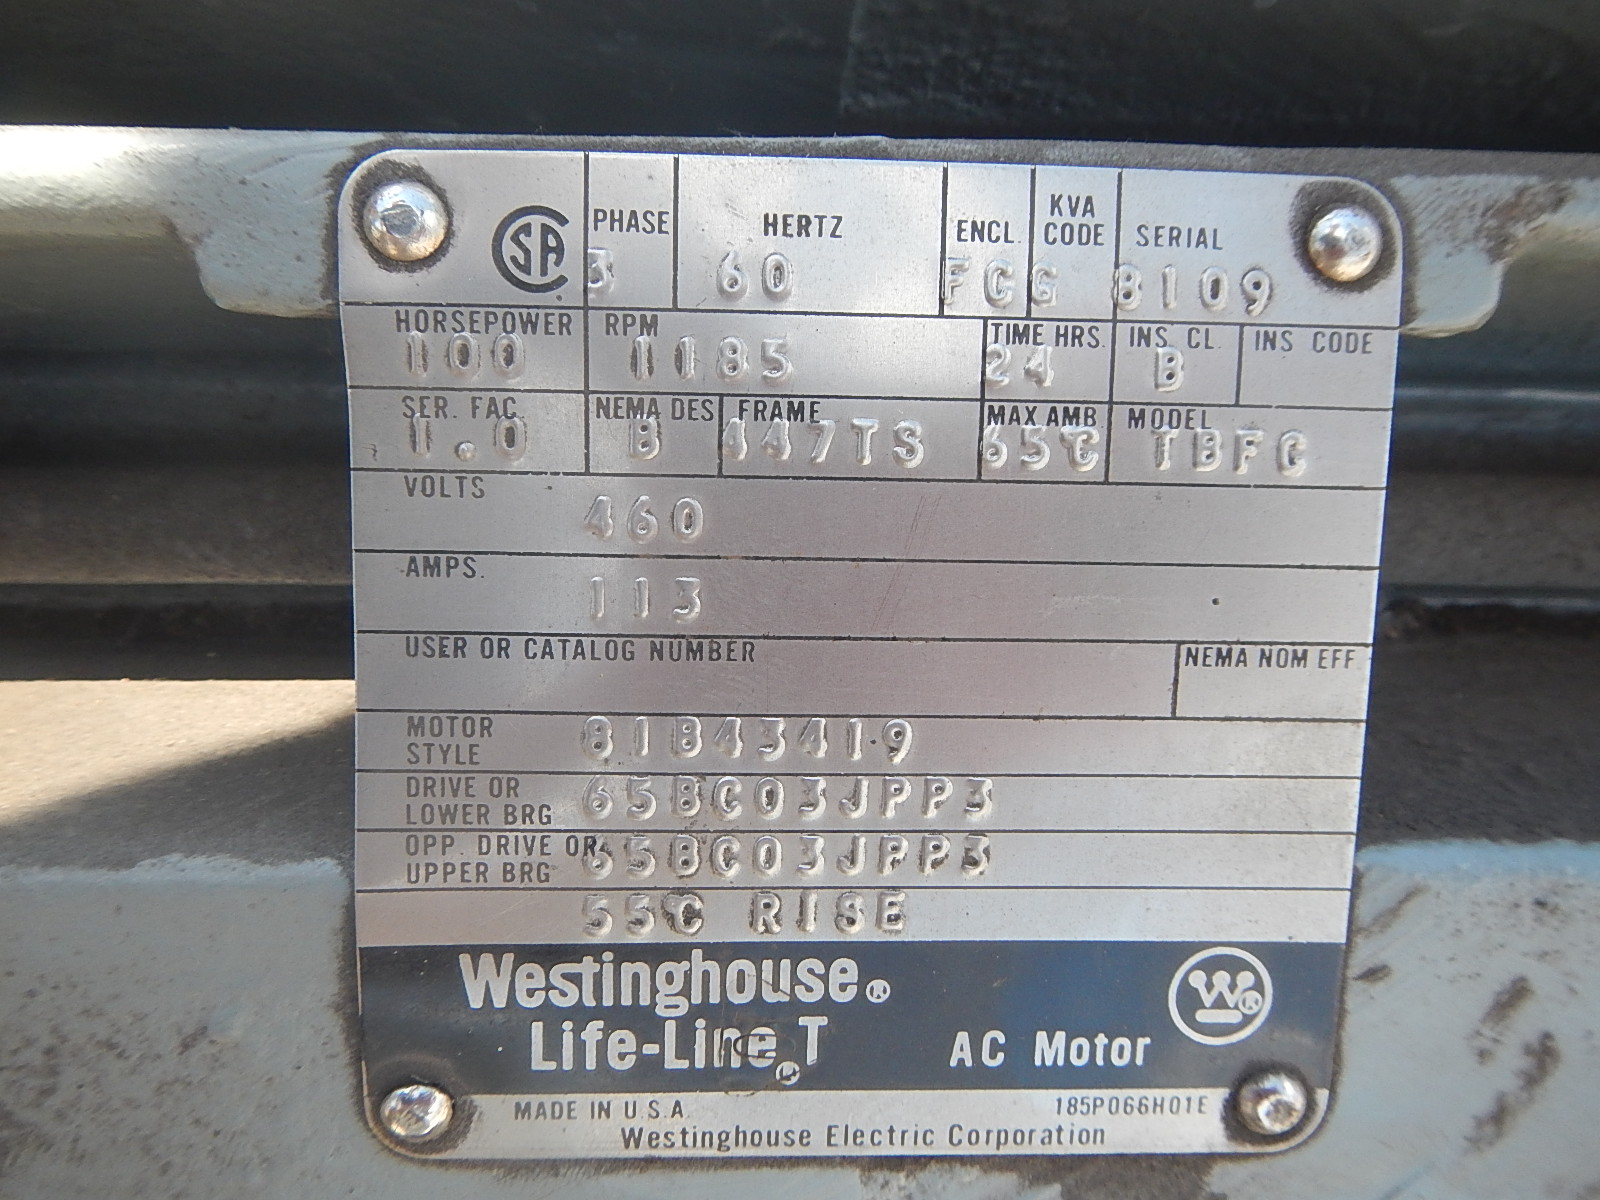 SA PHASE HERTZ ENCL. KVA CODE SERIAL
3 60 FC G 8109
HORSEPOWER RPM TIME HRS. INS. CL. INS CODE
100 1185 24 B
SER. FAC. NEMA DES FRAME MAX AMB MODEL
1.0 B 447TS 65°C TBFC
VOLTS 460
AMPS. 113
USER OR CATALOG NUMBER NEMA NOM EFF.
MOTOR STYLE 81B43419
DRIVE OR LOWER BRG 65BC03JPP3
OPP. DRIVE OR UPPER BRG 65BC03JPP3
55°C RISE
Westinghouse®
Life-Line® T AC Motor W®
MADE IN U.S.A. 185P066H01E
Westinghouse Electric Corporation